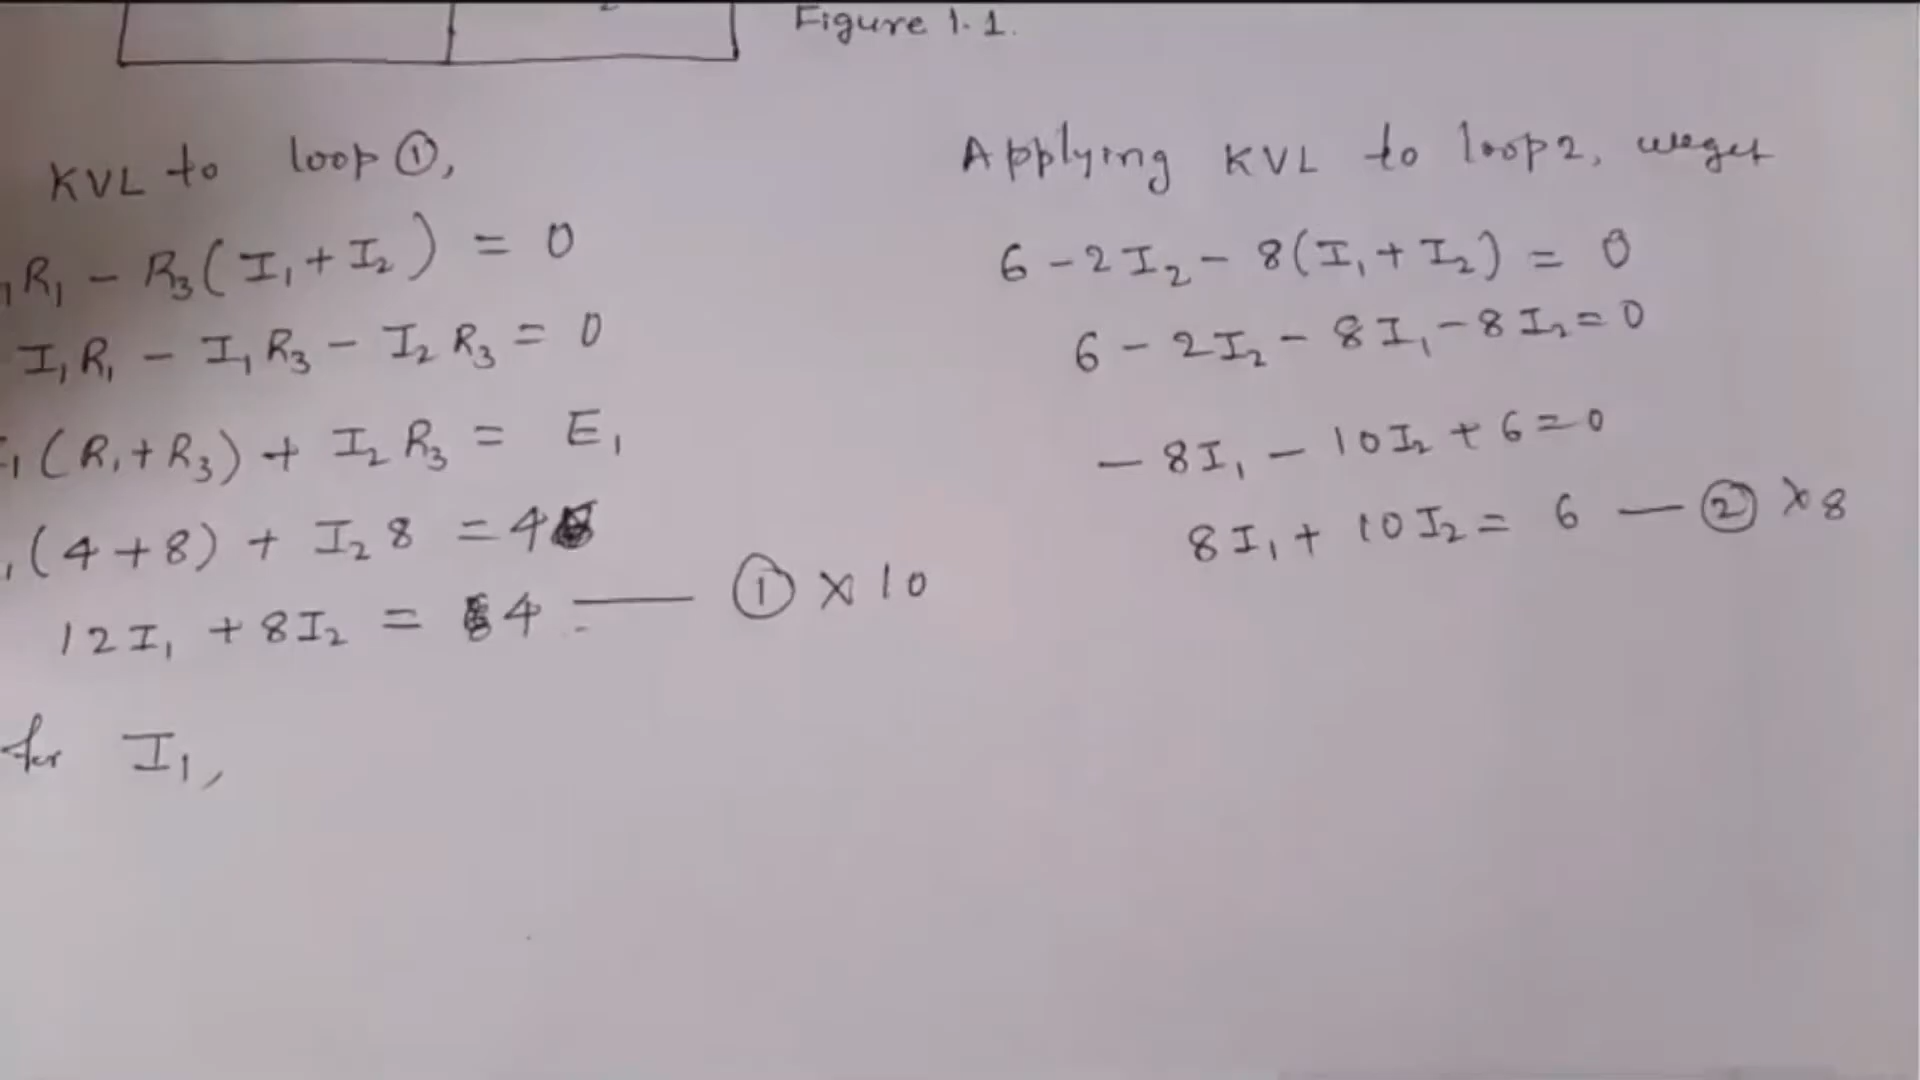 Figure 1.1.
KVL to loop ①,
R₁ - R₃(I₁ + I₂) = 0
I₁R₁ - I₁R₃ - I₂R₃ = 0
(R₁ + R₃) + I₂R₃ = E₁
(4 + 8) + I₂8 = 4
12I₁ + 8I₂ = 4 — ① × 10
for I₁,
Applying KVL to loop 2, we get
6 - 2I₂ - 8(I₁ + I₂) = 0
6 - 2I₂ - 8I₁ - 8I₂ = 0
- 8I₁ - 10I₂ + 6 = 0
8I₁ + 10I₂ = 6 — ② × 8